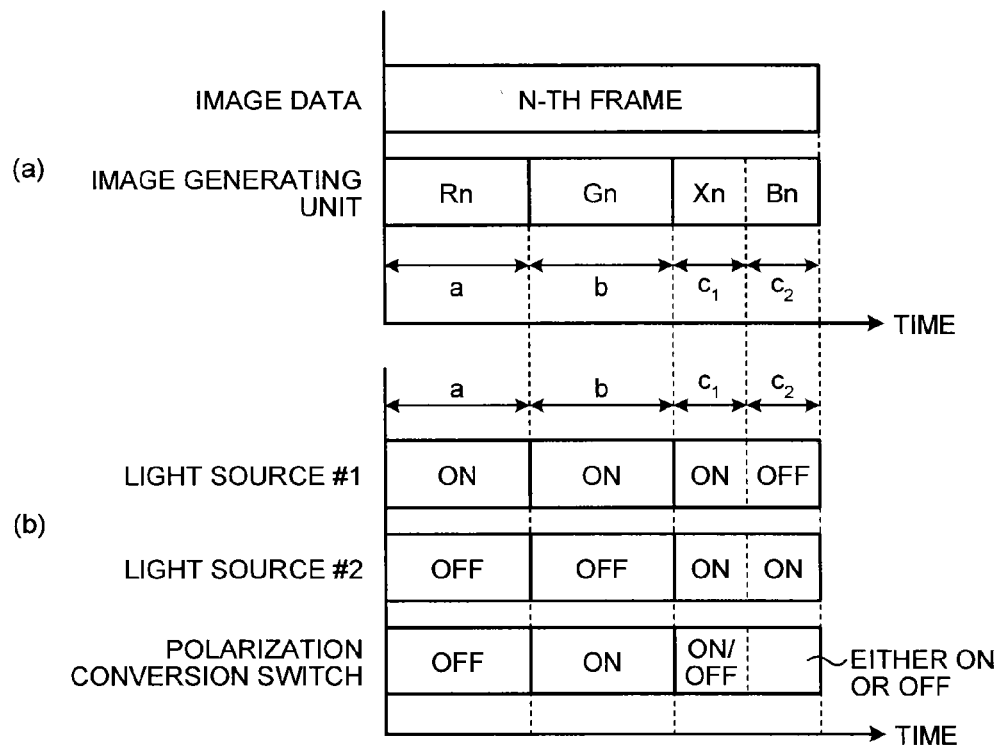 IMAGE DATA
N-TH FRAME
(a)
IMAGE GENERATING
UNIT
Rn Gn Xn Bn
a b c1 c2
TIME
a b c1 c2
LIGHT SOURCE #1
ON ON ON OFF
(b)
LIGHT SOURCE #2
OFF OFF ON ON
POLARIZATION
CONVERSION SWITCH
OFF ON ON/
OFF
EITHER ON
OR OFF
TIME